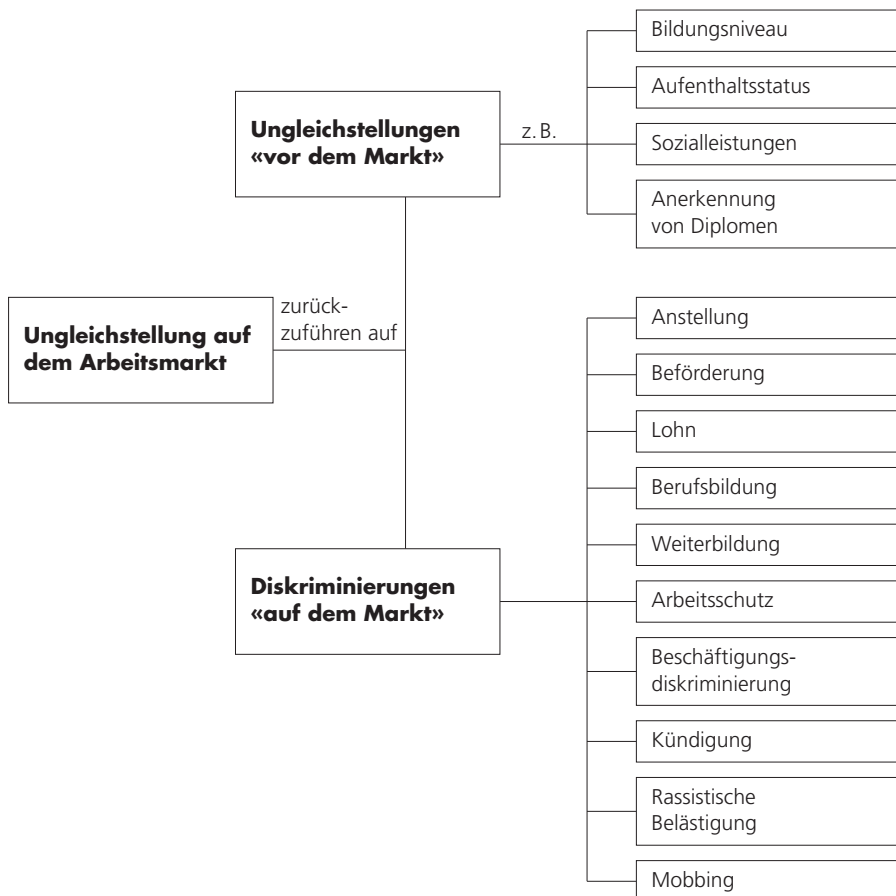 Bildungsniveau
Aufenthaltsstatus
Ungleichstellungen
«vor dem Markt»
z. B.
Sozialleistungen
Anerkennung
von Diplomen
Ungleichstellung auf
dem Arbeitsmarkt
zurück-
zuführen auf
Anstellung
Beförderung
Lohn
Berufsbildung
Weiterbildung
Diskriminierungen
«auf dem Markt»
Arbeitsschutz
Beschäftigungs-
diskriminierung
Kündigung
Rassistische
Belästigung
Mobbing